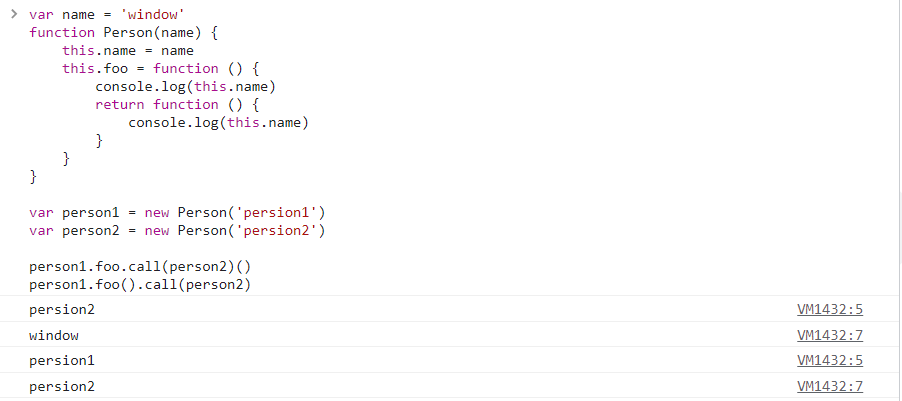 var name = 'window'
function Person(name) {
    this.name = name
    this.foo = function () {
        console.log(this.name)
        return function () {
            console.log(this.name)
        }
    }
}
var person1 = new Person('persion1')
var person2 = new Person('persion2')
person1.foo.call(person2)()
person1.foo().call(person2)
persion2 VM1432:5
window VM1432:7
persion1 VM1432:5
persion2 VM1432:7